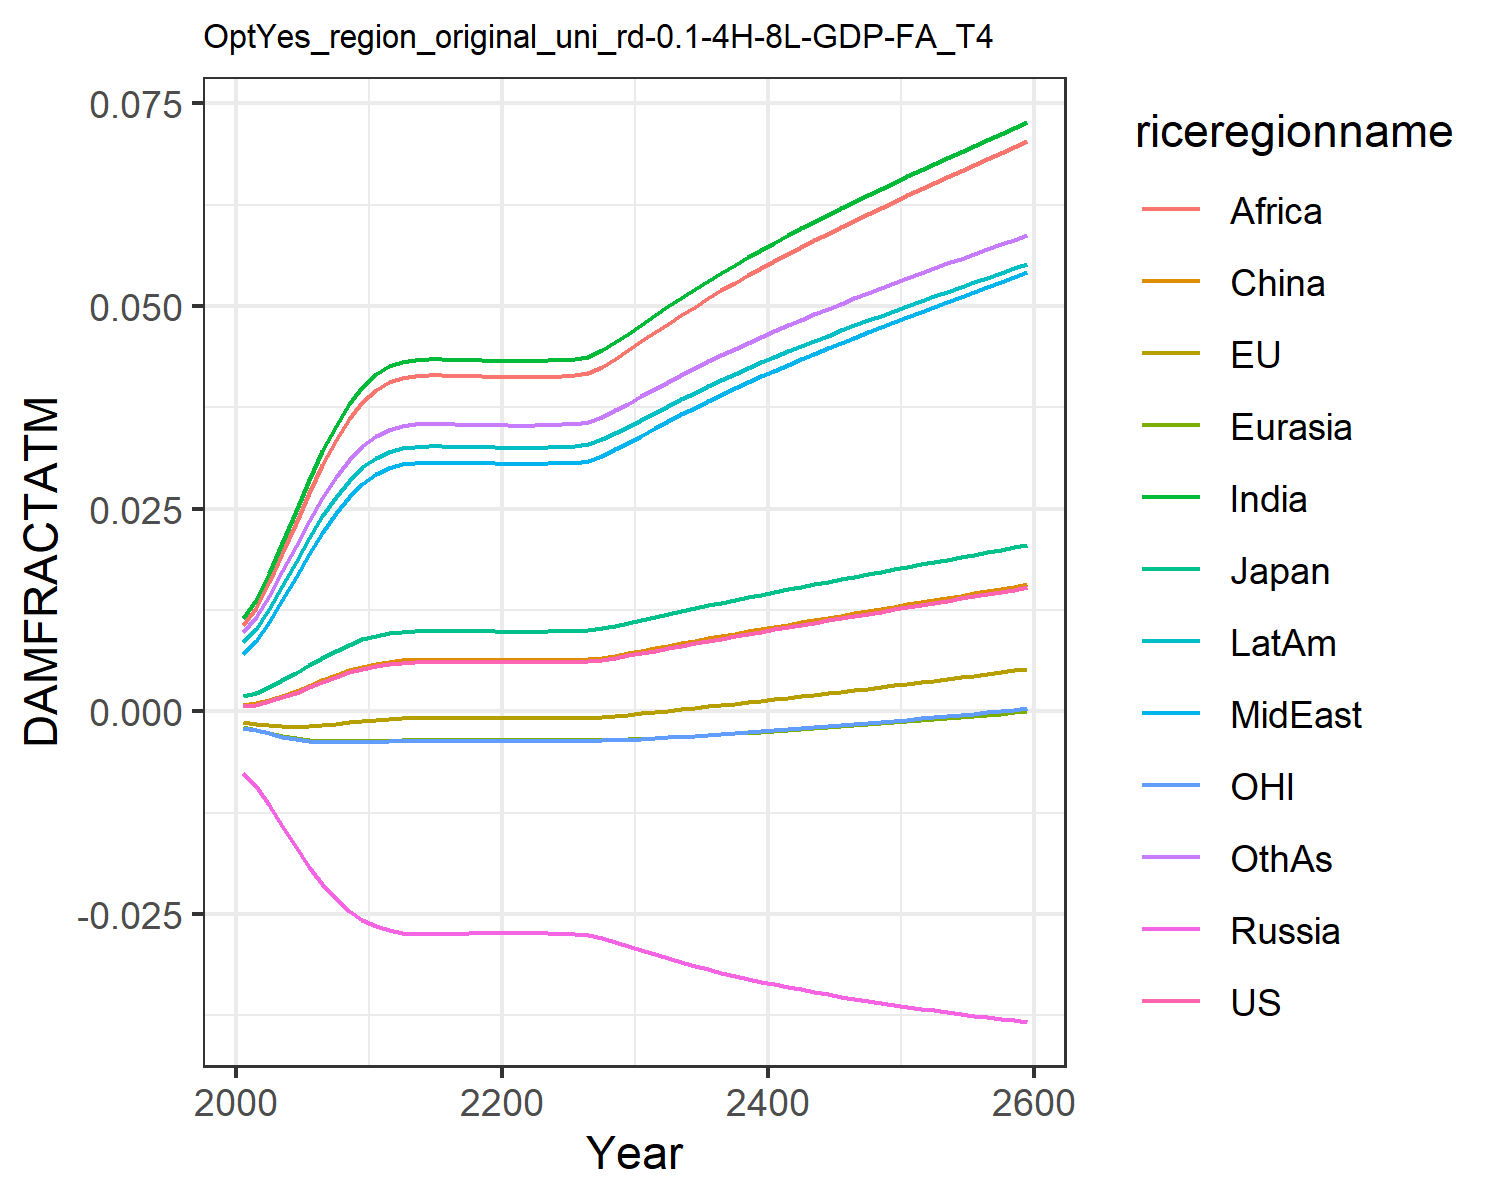 OptYes_region_original_uni_rd-0.1-4H-8L-GDP-FA_T4
DAMFRACTATM
0.075
0.050
0.025
0.000
-0.025
2000
2200
2400
2600
Year
riceregionname
Africa
China
EU
Eurasia
India
Japan
LatAm
MidEast
OHI
OthAs
Russia
US